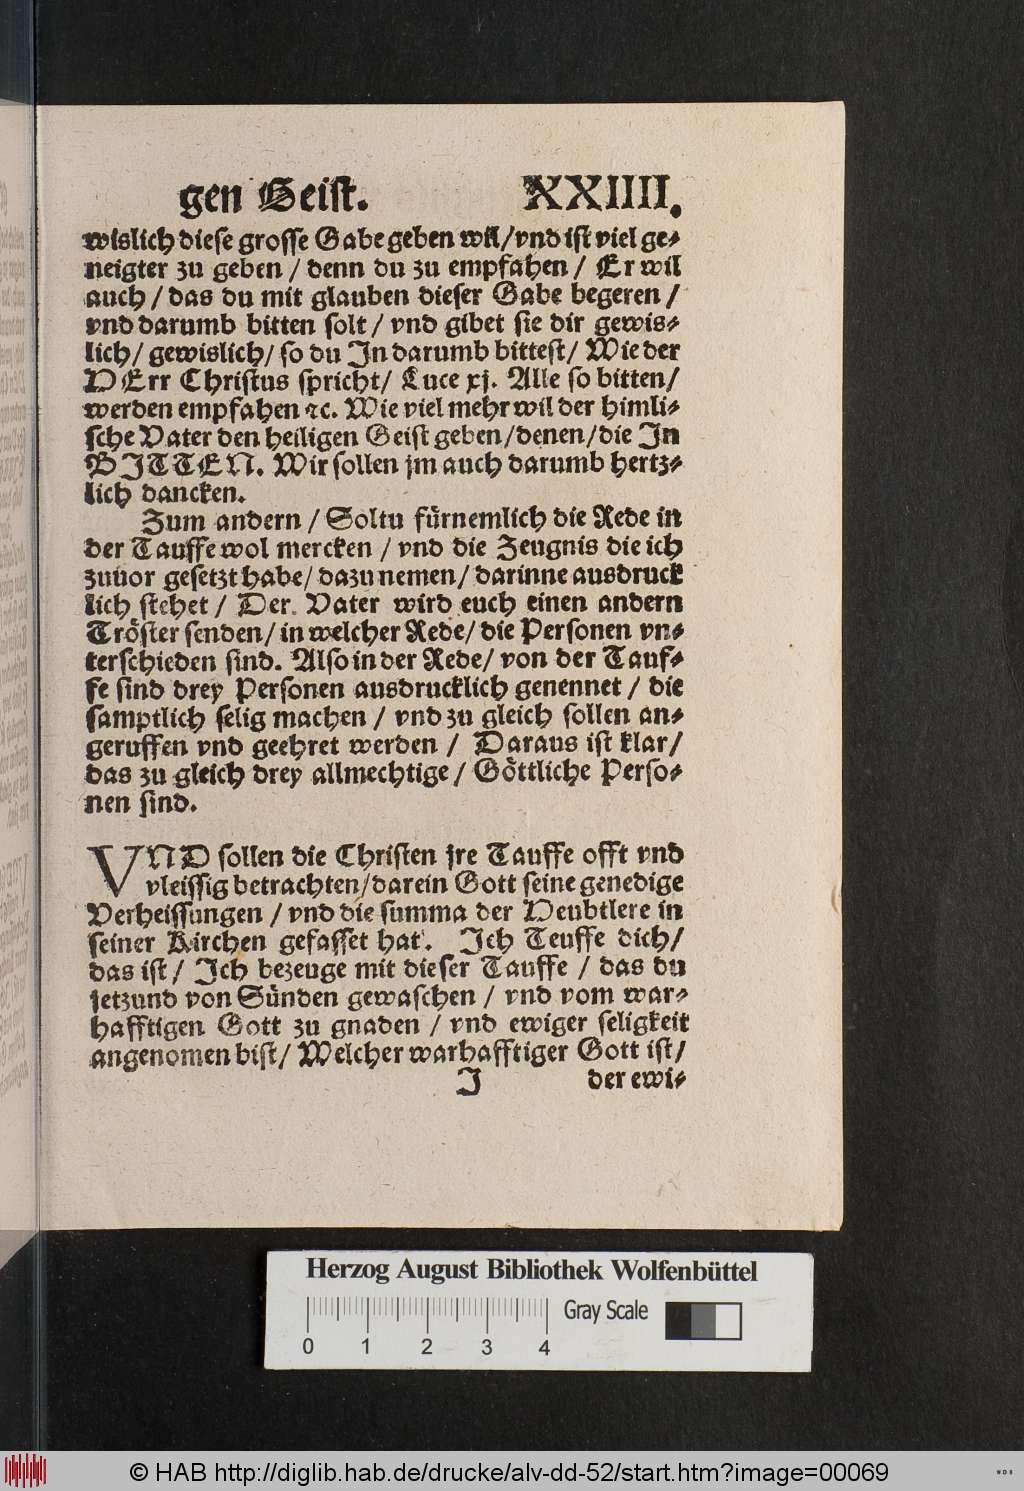 gen Geist. XXIIII.
wislich diese grosse Gabe geben wil/vnd ist viel ge-
neigter zu geben / denn du zu empfahen / Er wil
auch / das du mit glauben dieser Gabe begeren /
vnd darumb bitten solt / vnd gibet sie dir gewis-
lich/ gewislich/ so du In darumb bittest/ Wie der
HErr Christus spricht/ Luce xj. Alle so bitten/
werden empfahen ꝛc. Wie viel mehr wil der himli-
sche Vater den heiligen Geist geben/denen/die In
BITTEN. Wir sollen jm auch darumb hertz-
lich dancken.
Zum andern / Soltu fürnemlich die Rede in
der Tauffe wol mercken / vnd die Zeugnis die ich
zuuor gesetzt habe/ dazu nemen/ darinne ausdruck
lich stehet / Der Vater wird euch einen andern
Tröster senden/ in welcher Rede/ die Personen vn-
terschieden sind. Also in der Rede/ von der Tauf-
fe sind drey Personen ausdrucklich genennet / die
samptlich selig machen / vnd zu gleich sollen an-
geruffen vnd geehret werden / Daraus ist klar/
das zu gleich drey allmechtige / Göttliche Perso-
nen sind.
VND sollen die Christen jre Tauffe offt vnd
vleissig betrachten/darein Gott seine genedige
Verheissungen / vnd die summa der Heubtlere in
seiner Kirchen gefasset hat. Ich Teuffe dich/
das ist / Ich bezeuge mit dieser Tauffe / das du
jetzund von Sünden gewaschen / vnd vom war-
hafftigen Gott zu gnaden / vnd ewiger seligkeit
angenomen bist/ Welcher warhafftiger Gott ist/
I der ewi-
Herzog August Bibliothek Wolfenbüttel
Gray Scale
0 1 2 3 4
© HAB http://diglib.hab.de/drucke/alv-dd-52/start.htm?image=00069